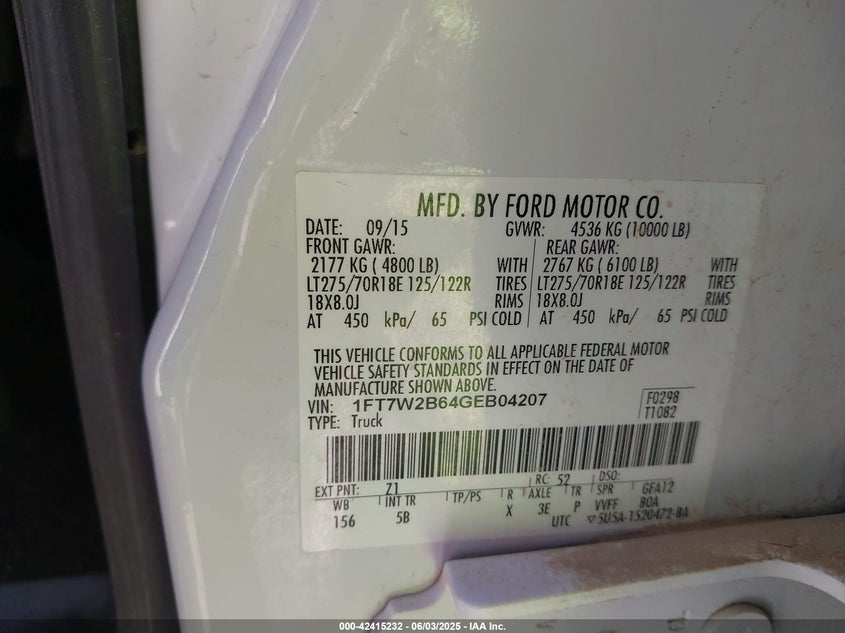 MFD. BY FORD MOTOR CO.
DATE: 09/15 GVWR: 4536 KG (10000 LB)
FRONT GAWR: REAR GAWR:
2177 KG ( 4800 LB) WITH 2767 KG ( 6100 LB) WITH
LT275/70R18E 125/122R TIRES LT275/70R18E 125/122R TIRES
18X8.0J RIMS 18X8.0J RIMS
AT 450 kPa/ 65 PSI COLD AT 450 kPa/ 65 PSI COLD
THIS VEHICLE CONFORMS TO ALL APPLICABLE FEDERAL MOTOR
VEHICLE SAFETY STANDARDS IN EFFECT ON THE DATE OF
MANUFACTURE SHOWN ABOVE.
VIN: 1FT7W2B64GEB04207 F0298
TYPE: Truck T1082
EXT PNT: Z1 RC: 52 DSO:
WB INT TR TP/PS R AXLE TR SPR GFA12
156 5B X 3E P VVFF BOA
UTC ▽5U5A-1520472-BA
000-42415232 - 06/03/2025 - IAA Inc.